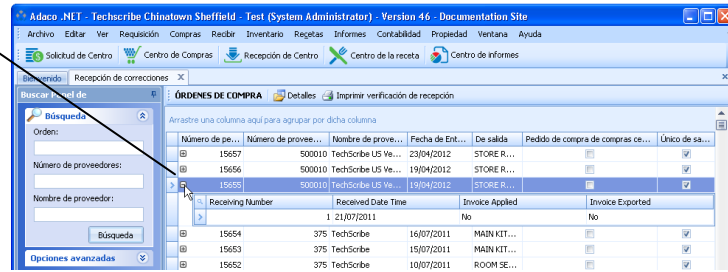 Adaco .NET - Techscribe Chinatown Sheffield - Test (System Administrator) - Version 46 - Documentation Site
Archivo Editar Ver Requisición Compras Recibir Inventario Reçetas Informes Contabilidad Propiedad Ventana Ayuda
Solicitud de Centro Centro de Compras Recepción de Centro Centro de la receta Centro de informes
Bienvenido Recepción de correcciones X
Buscar Panel de
ÓRDENES DE COMPRA Detalles Imprimir verificación de recepción
Búsqueda
Orden:
Número de proveedores:
Nombre de proveedor:
Búsqueda
Opciones avanzadas
Arrastre una columna aquí para agrupar por dicha columna
Número de pe... Número de provee... Nombre de prove... Fecha de Ent... De salida Pedido de compra de compras ce... Único de sa...
15657 500010 TechScribe US Ve... 23/04/2012 STORE R...
15656 500010 TechScribe US Ve... 19/04/2012 STORE R...
15655 500010 TechScribe US Ve... 19/04/2012 STORE R...
Receiving Number Received Date Time Invoice Applied Invoice Exported
1 21/07/2011 No No
15654 375 TechScribe 16/07/2011 MAIN KIT...
15653 375 TechScribe 15/07/2011 MAIN KIT...
15652 375 TechScribe 10/07/2011 ROOM SE...